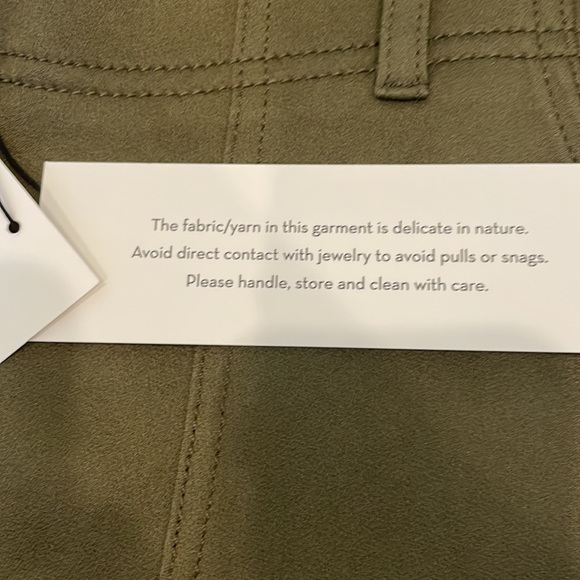 The fabric/yarn in this garment is delicate in nature.
Avoid direct contact with jewelry to avoid pulls or snags.
Please handle, store and clean with care.